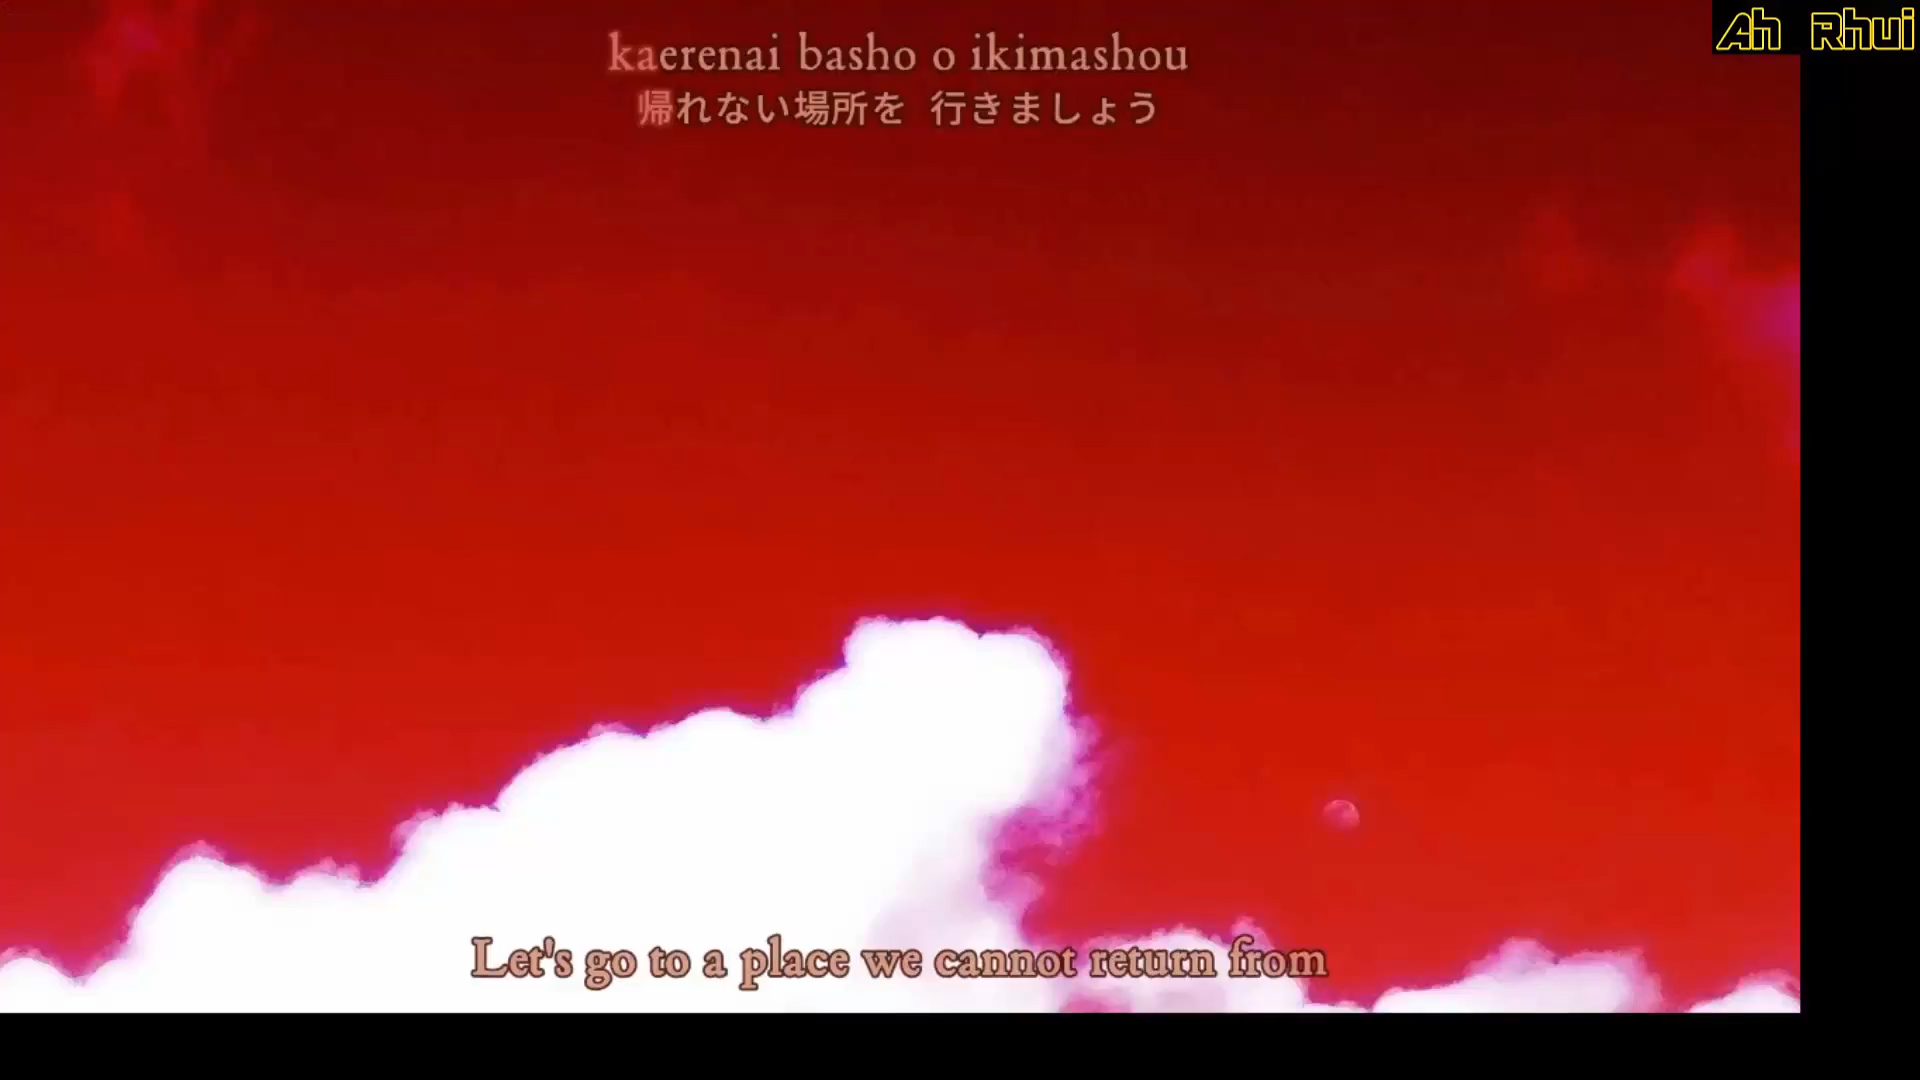 Ah Rhui
kaerenai basho o ikimashou
帰れない場所を 行きましょう
Let's go to a place we cannot return from